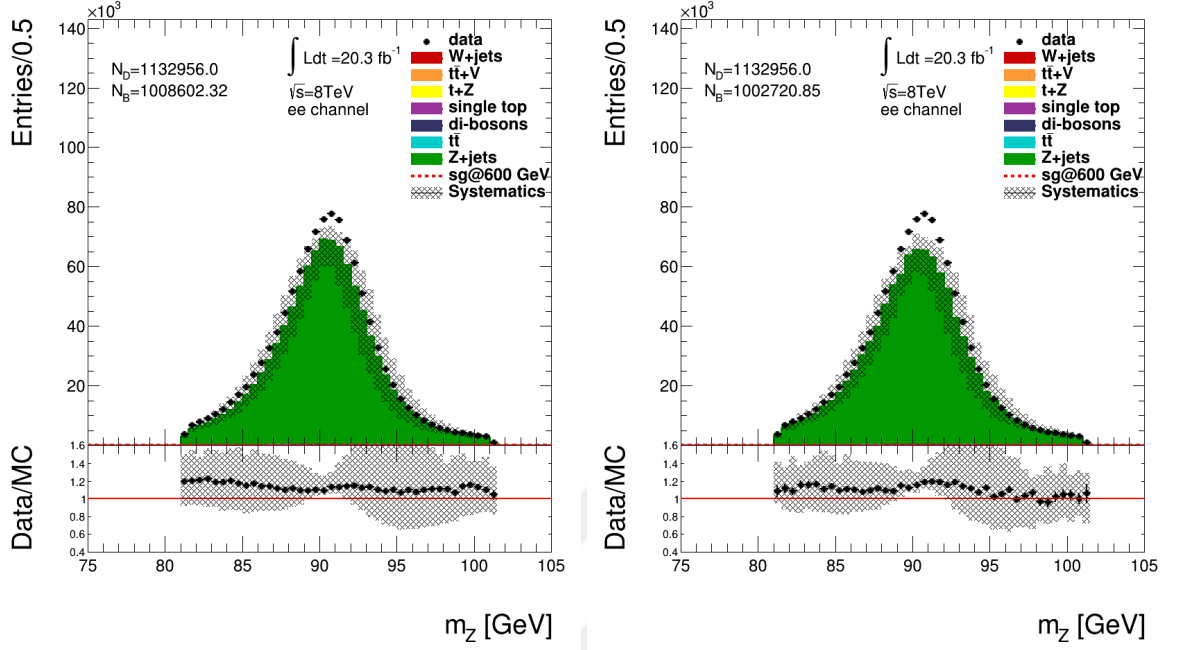 ×10³
Entries/0.5
140
120
100
80
60
40
20
N_D=1132956.0
N_B=1008602.32
∫ Ldt =20.3 fb⁻¹
√s=8TeV
ee channel
data
W+jets
tt̄+V
t+Z
single top
di-bosons
tt̄
Z+jets
sg@600 GeV
Systematics
Data/MC
1.6
1.4
1.2
1
0.8
0.6
0.4
75 80 85 90 95 100 105
m_Z [GeV]
×10³
Entries/0.5
140
120
100
80
60
40
20
N_D=1132956.0
N_B=1002720.85
∫ Ldt =20.3 fb⁻¹
√s=8TeV
ee channel
data
W+jets
tt̄+V
t+Z
single top
di-bosons
tt̄
Z+jets
sg@600 GeV
Systematics
Data/MC
1.6
1.4
1.2
1
0.8
0.6
0.4
75 80 85 90 95 100 105
m_Z [GeV]